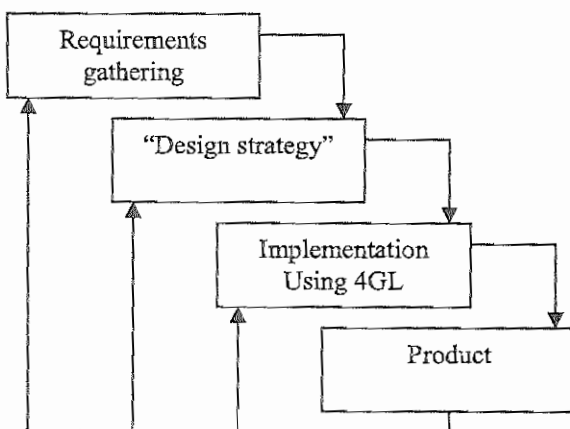 Requirements
gathering
“Design strategy”
Implementation
Using 4GL
Product